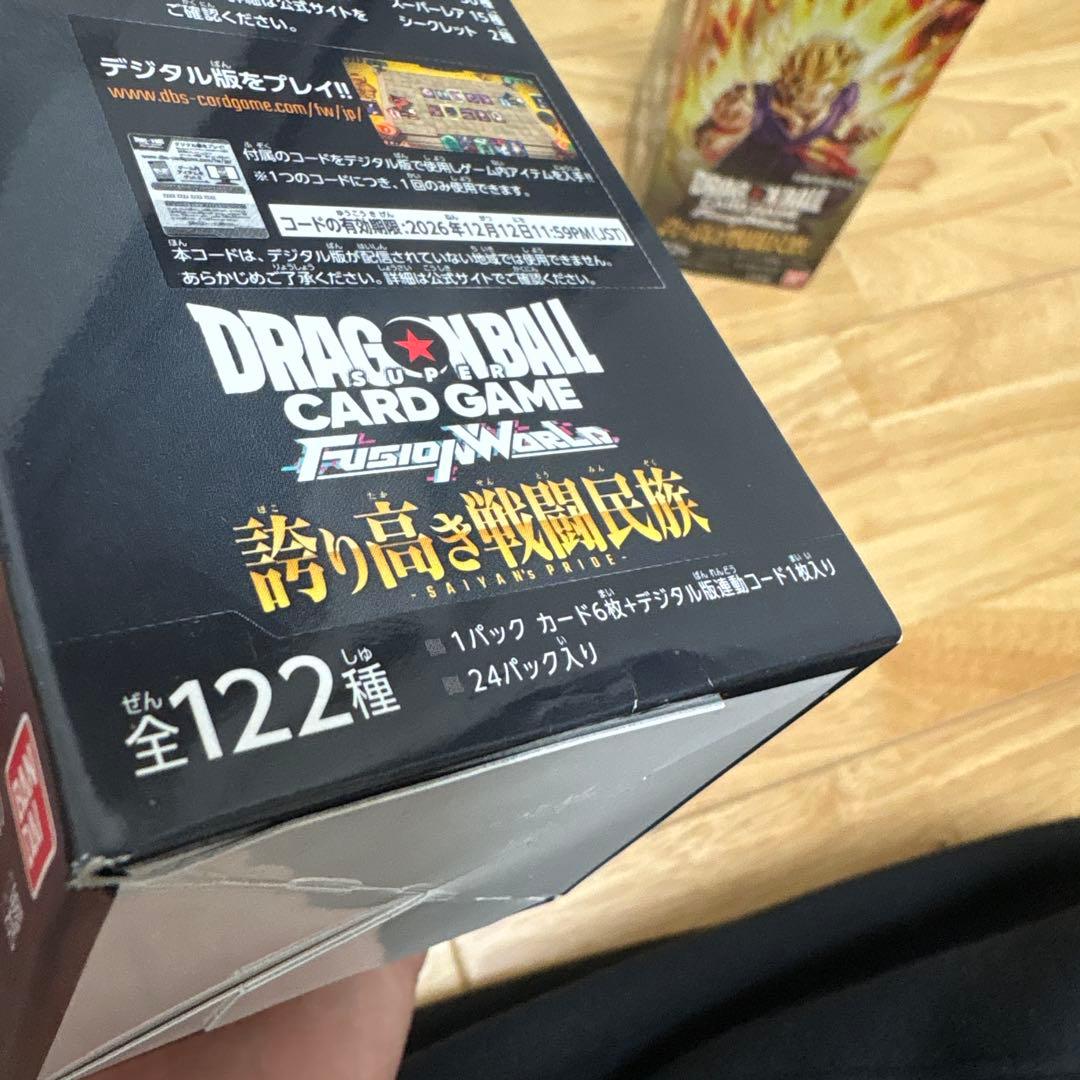 ご確認ください。
スーパーレア 15種
シークレット 2種
デジタル版をプレイ!!
www.dbs-cardgame.com/fw/jp/
付属のコードをデジタル版で使用しゲーム内アイテムを入手せ
※1つのコードにつき、1回のみ使用できます。
コードの有効期限:2026年12月12日11:59PM(JST)
本コードは、デジタル版が配信されていない地域では使用できません。
あらかじめご了承ください。詳細は公式サイトでご確認ください。
DRAGON BALL
SUPER
CARD GAME
FUSION WORLD
誇り高き戦闘民族
- SAIYAN'S PRIDE -
全122種
1パック カード6枚+デジタル版連動コード1枚入り
24パック入り
DRAGON BALL